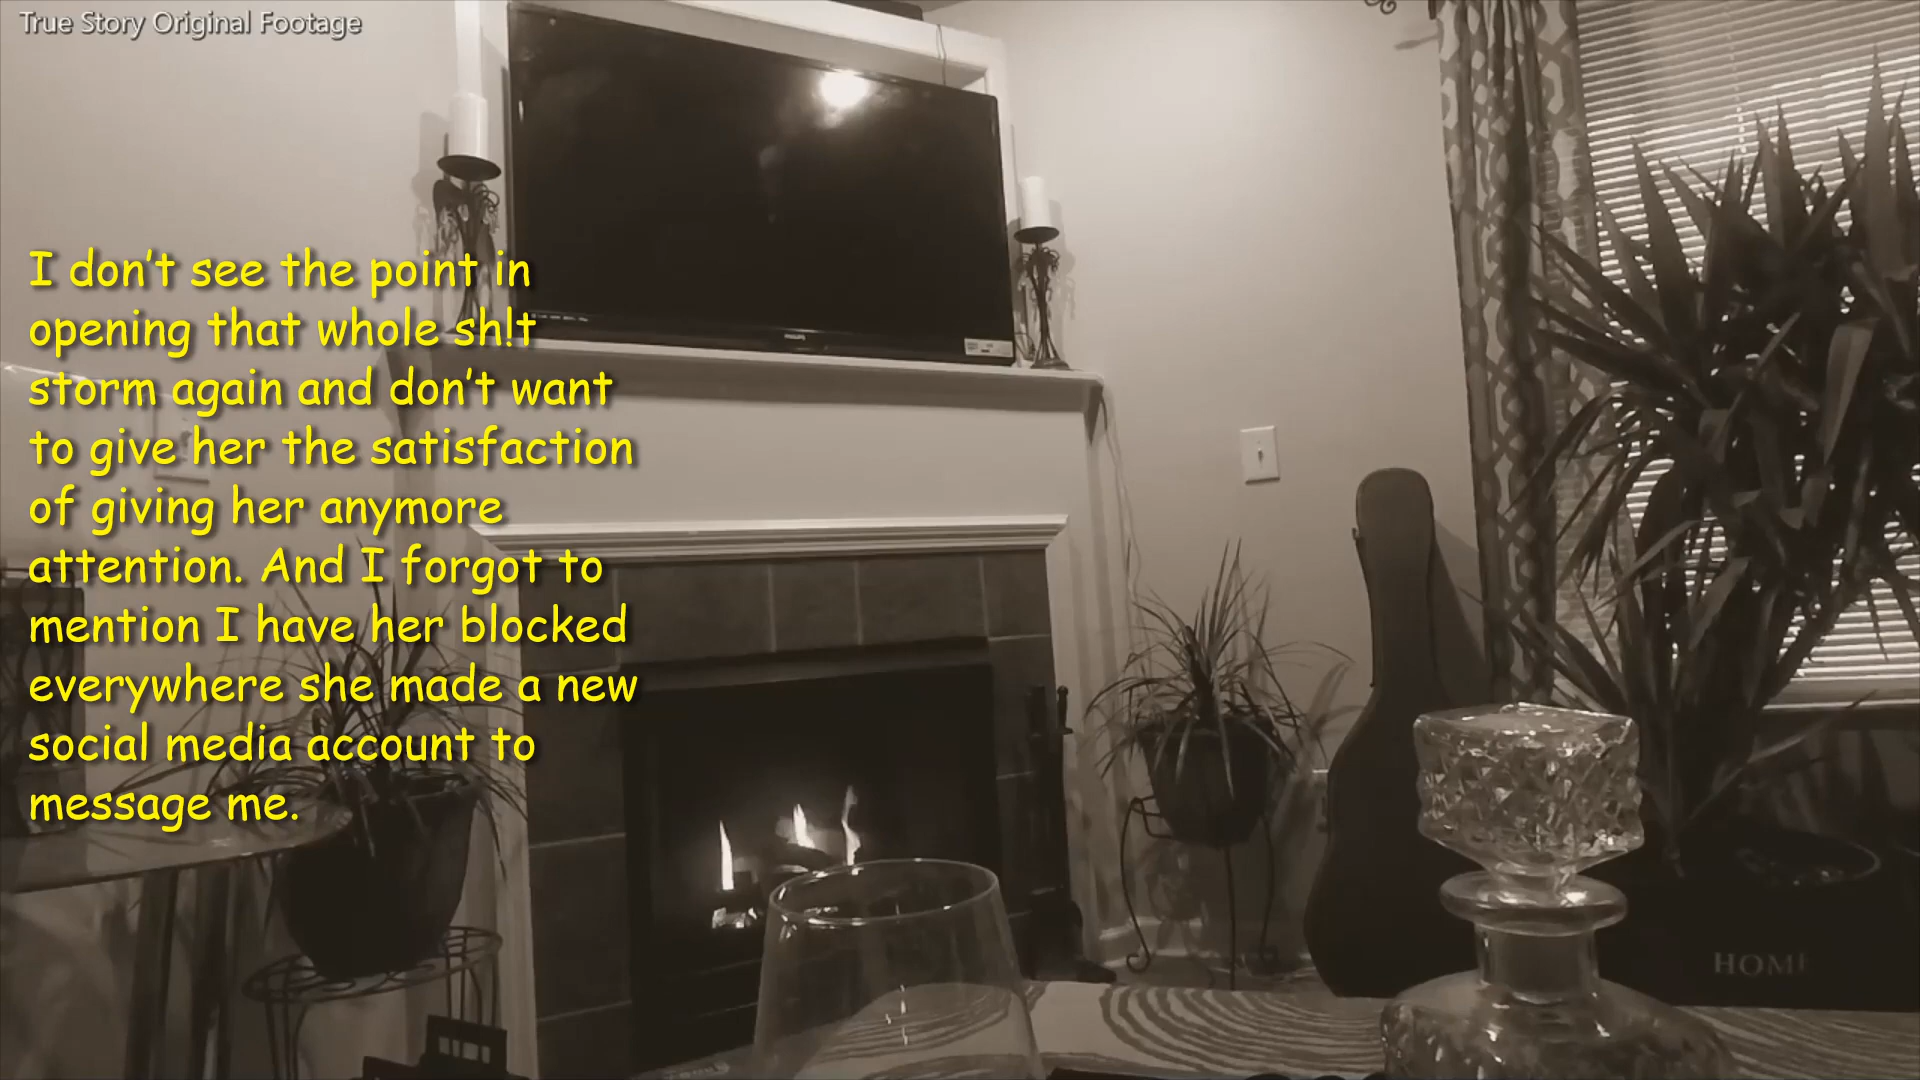 True Story Original Footage
I don't see the point in
opening that whole sh!t
storm again and don't want
to give her the satisfaction
of giving her anymore
attention. And I forgot to
mention I have her blocked
everywhere she made a new
social media account to
message me.
PHILIPS
HOME